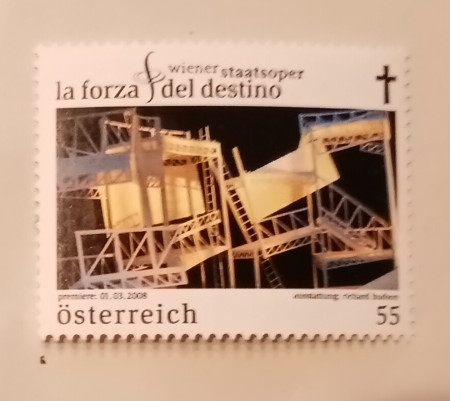 wiener staatsoper
la forza del destino
premiere: 01.03.2008
ausstattung: richard hudson
österreich 55